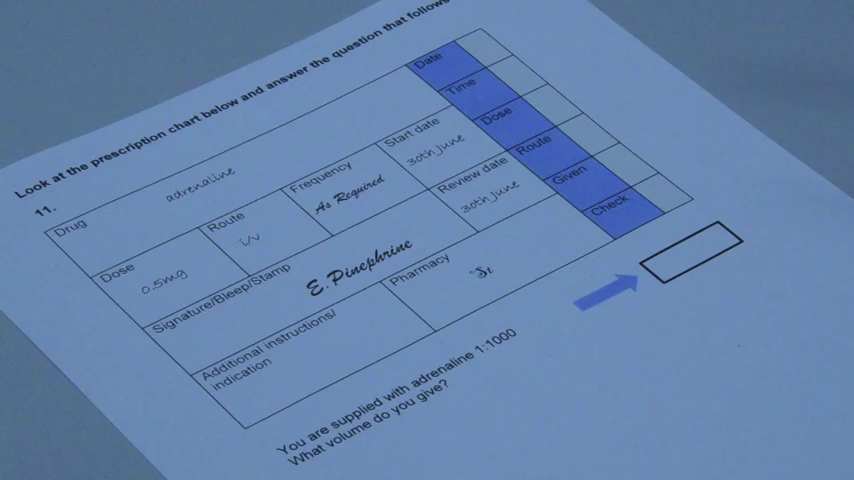 Look at the prescription chart below and answer the question that follows
11.
Drug
adrenaline
Date
Time
Dose
Route
Given
Check
Dose
0.5mg
Route
i/v
Frequency
As Required
Start date
30th June
Signature/Bleep/Stamp
E.Pinephrine
Review date
30th June
Additional instructions/
indication
Pharmacy
You are supplied with adrenaline 1:1000
What volume do you give?